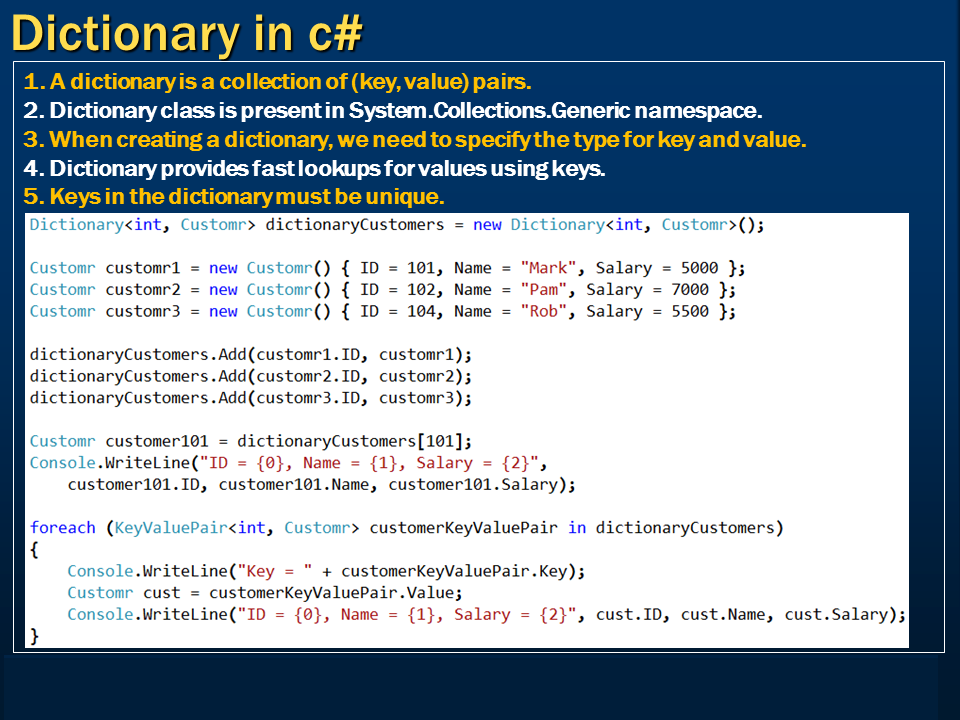 Dictionary in c#
1. A dictionary is a collection of (key, value) pairs.
2. Dictionary class is present in System.Collections.Generic namespace.
3. When creating a dictionary, we need to specify the type for key and value.
4. Dictionary provides fast lookups for values using keys.
5. Keys in the dictionary must be unique.
Dictionary<int, Customr> dictionaryCustomers = new Dictionary<int, Customr>();
Customr customr1 = new Customr() { ID = 101, Name = "Mark", Salary = 5000 };
Customr customr2 = new Customr() { ID = 102, Name = "Pam", Salary = 7000 };
Customr customr3 = new Customr() { ID = 104, Name = "Rob", Salary = 5500 };
dictionaryCustomers.Add(customr1.ID, customr1);
dictionaryCustomers.Add(customr2.ID, customr2);
dictionaryCustomers.Add(customr3.ID, customr3);
Customr customer101 = dictionaryCustomers[101];
Console.WriteLine("ID = {0}, Name = {1}, Salary = {2}",
    customer101.ID, customer101.Name, customer101.Salary);
foreach (KeyValuePair<int, Customr> customerKeyValuePair in dictionaryCustomers)
{
    Console.WriteLine("Key = " + customerKeyValuePair.Key);
    Customr cust = customerKeyValuePair.Value;
    Console.WriteLine("ID = {0}, Name = {1}, Salary = {2}", cust.ID, cust.Name, cust.Salary);
}